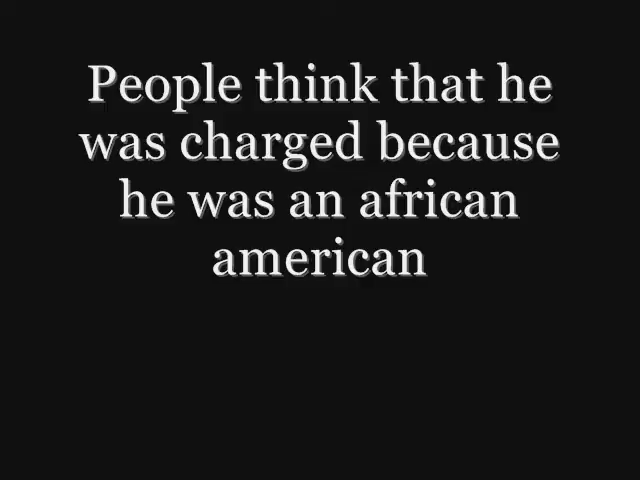 People think that he
was charged because
he was an african
american